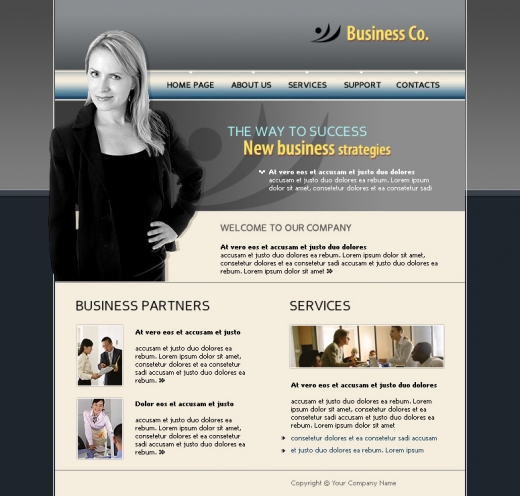 Business Co.
HOME PAGE ABOUT US SERVICES SUPPORT CONTACTS
THE WAY TO SUCCESS
New business strategies
At vero eos et accusam et justo duo dolores
accusam et justo duo dolores ea rebum. Lorem ipsum
dolor sit amet, consetetur dolores et ea consetetur sadi
WELCOME TO OUR COMPANY
At vero eos et accusam et justo duo dolores
accusam et justo duo dolores ea rebum. Lorem ipsum dolor sit amet,
consetetur et ea consetetur sadi accusam et justo duo dolores ea
rebum. Lorem ipsum dolor sit amet
BUSINESS PARTNERS
At vero eos et accusam et justo
accusam et justo duo dolores ea
rebum. Lorem ipsum dolor sit amet,
consetetur dolores et ea consetetur
sadi accusam et justo duo dolores ea
rebum.
Dolor eos et accusam et justo
accusam et justo duo dolores ea
rebum. Lorem ipsum dolor sit amet,
consetetur dolores et ea consetetur
sadi accusam et justo duo dolores ea
rebum.
SERVICES
At vero eos et accusam et justo duo dolores
accusam et justo duo dolores ea rebum. Lorem
ipsum dolor sit amet, consetetur dolores et ea
consetetur sadi accusam et justo duo dolores ea
rebum. Lorem ipsum dolor sit amet
consetetur dolores et ea consetetur sadi accusam
et justo duo dolores ea rebum. Lorem ipsum
Copyright © Your Company Name